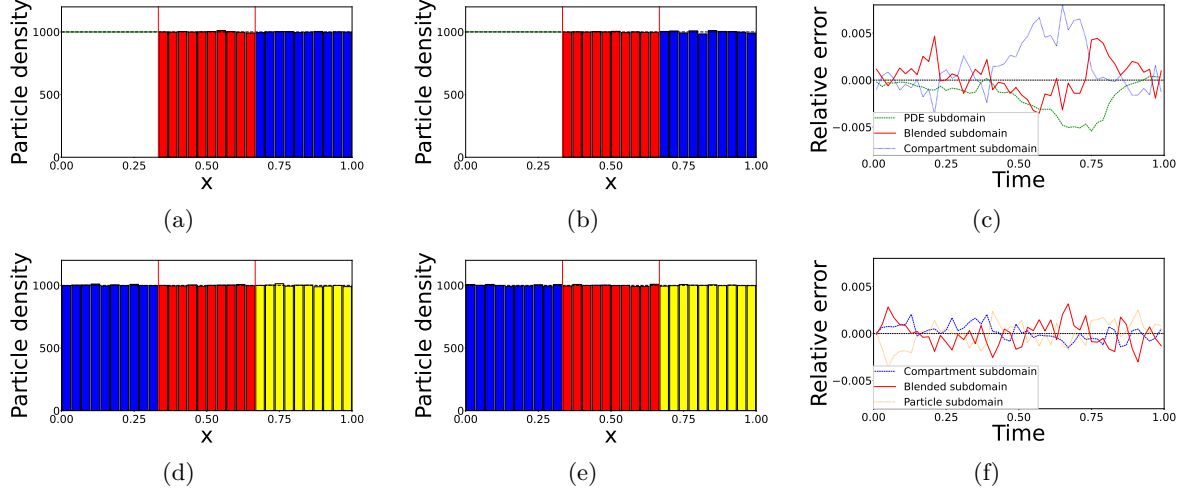 Particle density
1000
500
0
0.00 0.25 0.50 0.75 1.00
x
(a)
Particle density
1000
500
0
0.00 0.25 0.50 0.75 1.00
x
(b)
Relative error
0.005
0.000
−0.005
PDE subdomain
Blended subdomain
Compartment subdomain
0.00 0.25 0.50 0.75 1.00
Time
(c)
Particle density
1000
500
0
0.00 0.25 0.50 0.75 1.00
x
(d)
Particle density
1000
500
0
0.00 0.25 0.50 0.75 1.00
x
(e)
Relative error
0.005
0.000
−0.005
Compartment subdomain
Blended subdomain
Particle subdomain
0.00 0.25 0.50 0.75 1.00
Time
(f)